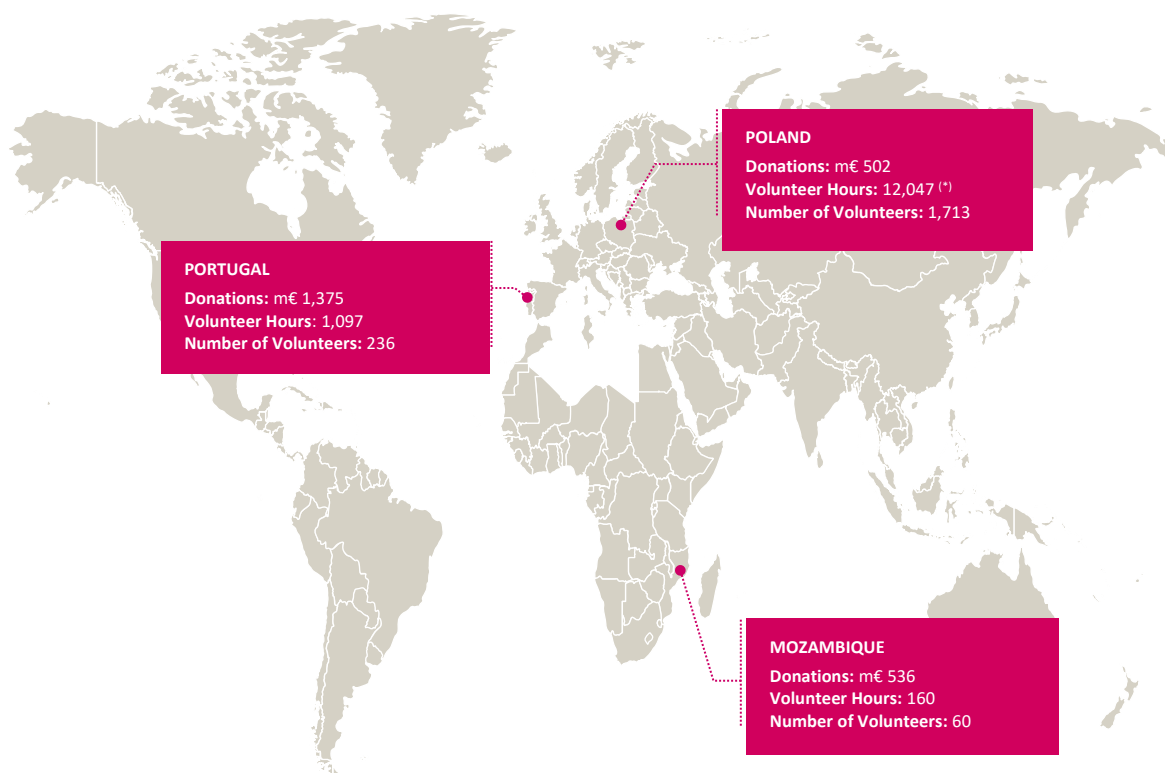 POLAND
Donations: m€ 502
Volunteer Hours: 12,047 (*)
Number of Volunteers: 1,713
PORTUGAL
Donations: m€ 1,375
Volunteer Hours: 1,097
Number of Volunteers: 236
MOZAMBIQUE
Donations: m€ 536
Volunteer Hours: 160
Number of Volunteers: 60